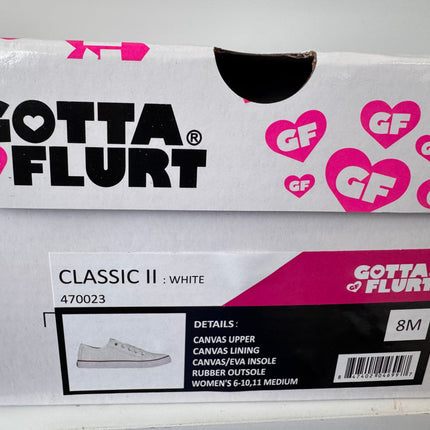 GOTTA®
FLURT
GF
GF
GF
GF
CLASSIC II : WHITE
470023
GOTTA
FLURT
DETAILS :
8M
CANVAS UPPER
CANVAS LINING
CANVAS/EVA INSOLE
RUBBER OUTSOLE
WOMEN'S 6-10,11 MEDIUM